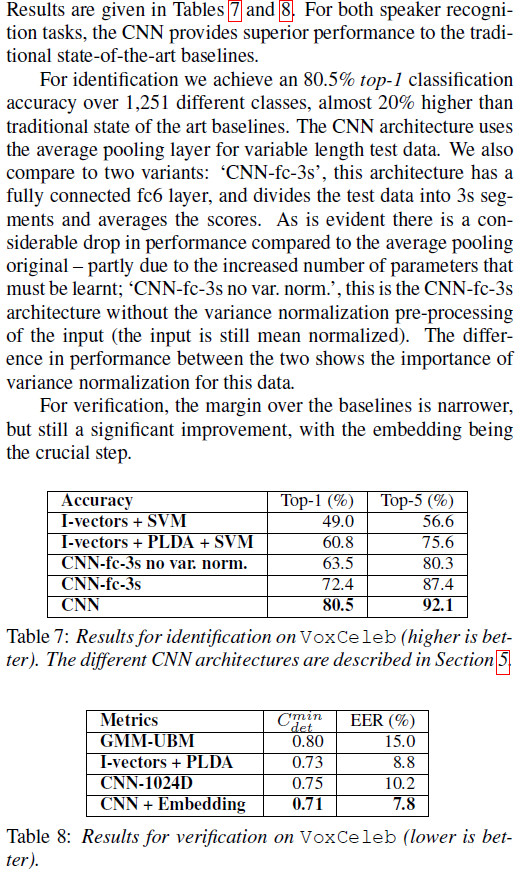 Results are given in Tables 7 and 8. For both speaker recogni-
tion tasks, the CNN provides superior performance to the tradi-
tional state-of-the-art baselines.
For identification we achieve an 80.5% top-1 classification
accuracy over 1,251 different classes, almost 20% higher than
traditional state of the art baselines. The CNN architecture uses
the average pooling layer for variable length test data. We also
compare to two variants: ‘CNN-fc-3s’, this architecture has a
fully connected fc6 layer, and divides the test data into 3s seg-
ments and averages the scores. As is evident there is a con-
siderable drop in performance compared to the average pooling
original – partly due to the increased number of parameters that
must be learnt; ‘CNN-fc-3s no var. norm.’, this is the CNN-fc-3s
architecture without the variance normalization pre-processing
of the input (the input is still mean normalized). The differ-
ence in performance between the two shows the importance of
variance normalization for this data.
For verification, the margin over the baselines is narrower,
but still a significant improvement, with the embedding being
the crucial step.
Accuracy Top-1 (%) Top-5 (%)
I-vectors + SVM 49.0 56.6
I-vectors + PLDA + SVM 60.8 75.6
CNN-fc-3s no var. norm. 63.5 80.3
CNN-fc-3s 72.4 87.4
CNN 80.5 92.1
Table 7: Results for identification on VoxCeleb (higher is bet-
ter). The different CNN architectures are described in Section 5.
Metrics C_{det}^{min} EER (%)
GMM-UBM 0.80 15.0
I-vectors + PLDA 0.73 8.8
CNN-1024D 0.75 10.2
CNN + Embedding 0.71 7.8
Table 8: Results for verification on VoxCeleb (lower is bet-
ter).